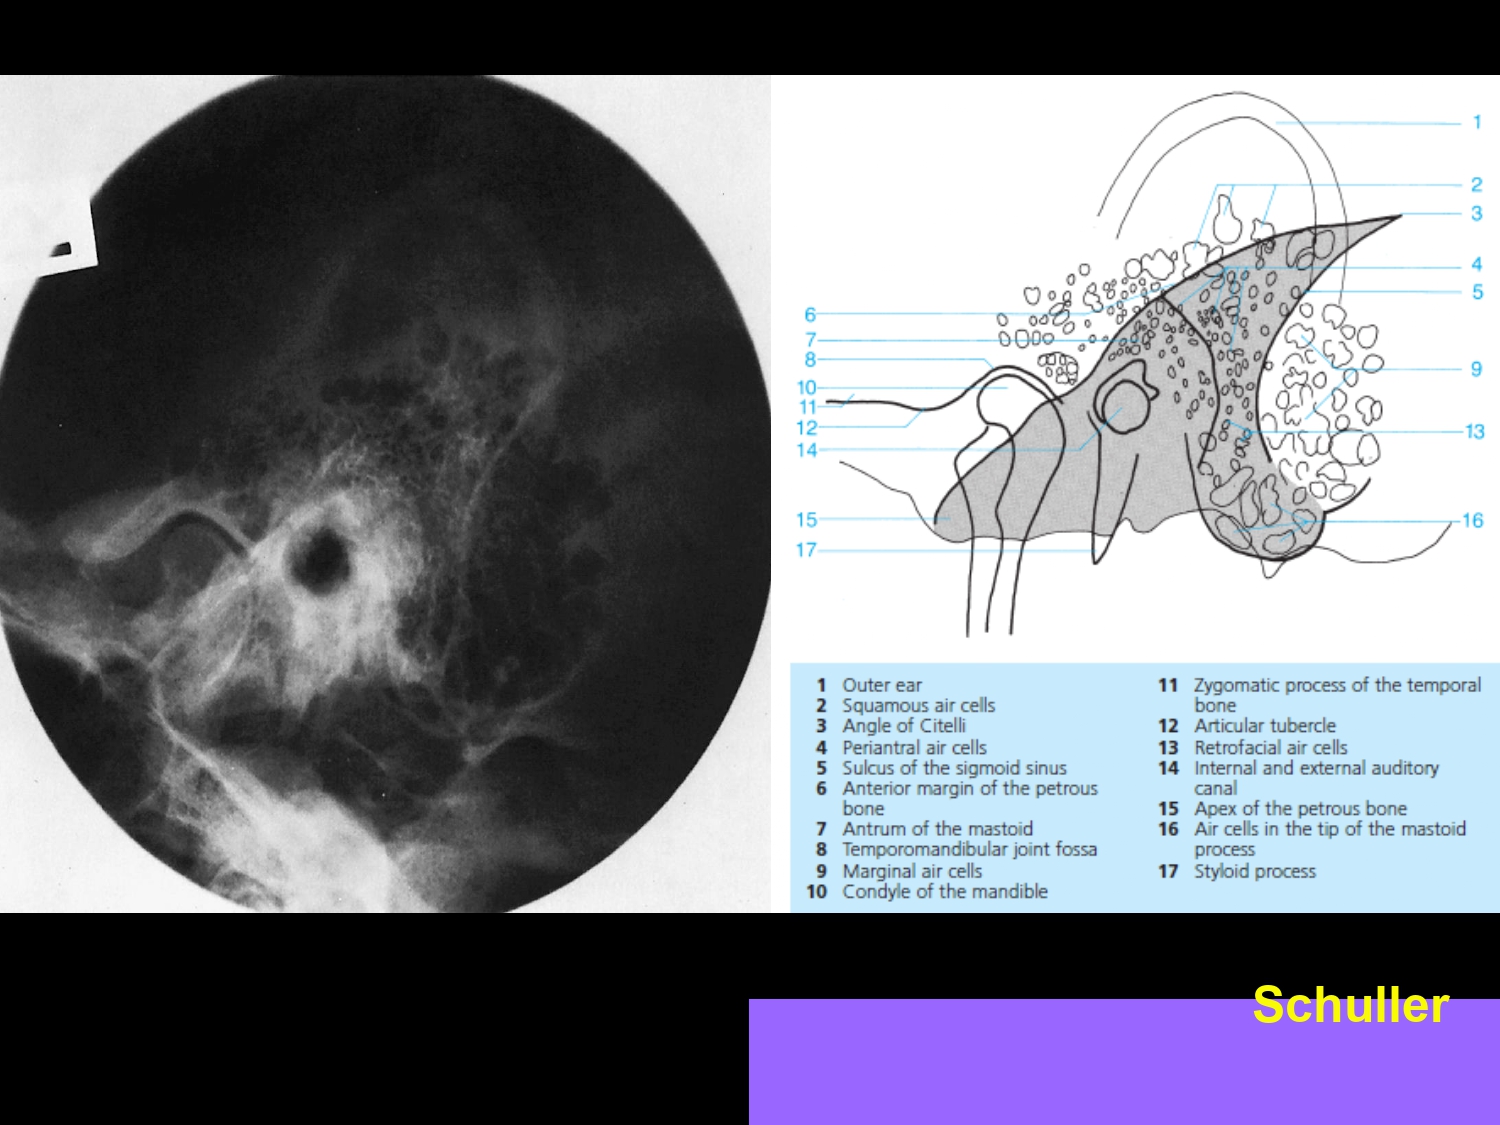 1
2
3
4
5
6
7
8
10
11
12
14
15
17
9
13
16
1 Outer ear
2 Squamous air cells
3 Angle of Citelli
4 Periantral air cells
5 Sulcus of the sigmoid sinus
6 Anterior margin of the petrous
bone
7 Antrum of the mastoid
8 Temporomandibular joint fossa
9 Marginal air cells
10 Condyle of the mandible
11 Zygomatic process of the temporal
bone
12 Articular tubercle
13 Retrofacial air cells
14 Internal and external auditory
canal
15 Apex of the petrous bone
16 Air cells in the tip of the mastoid
process
17 Styloid process
Schuller